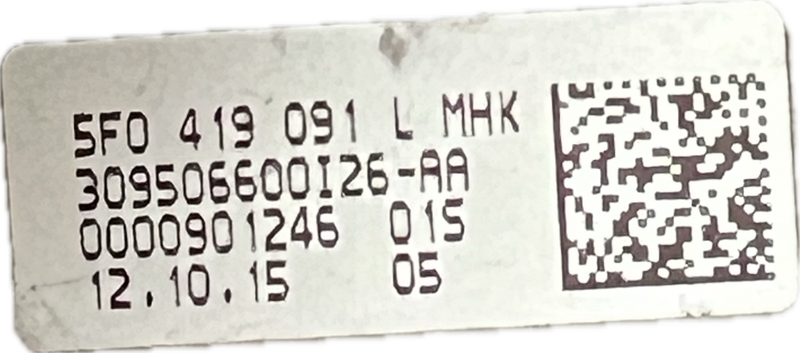 5F0 419 091 L MHK
309506600I26-AA
0000901246 015
12.10.15 05